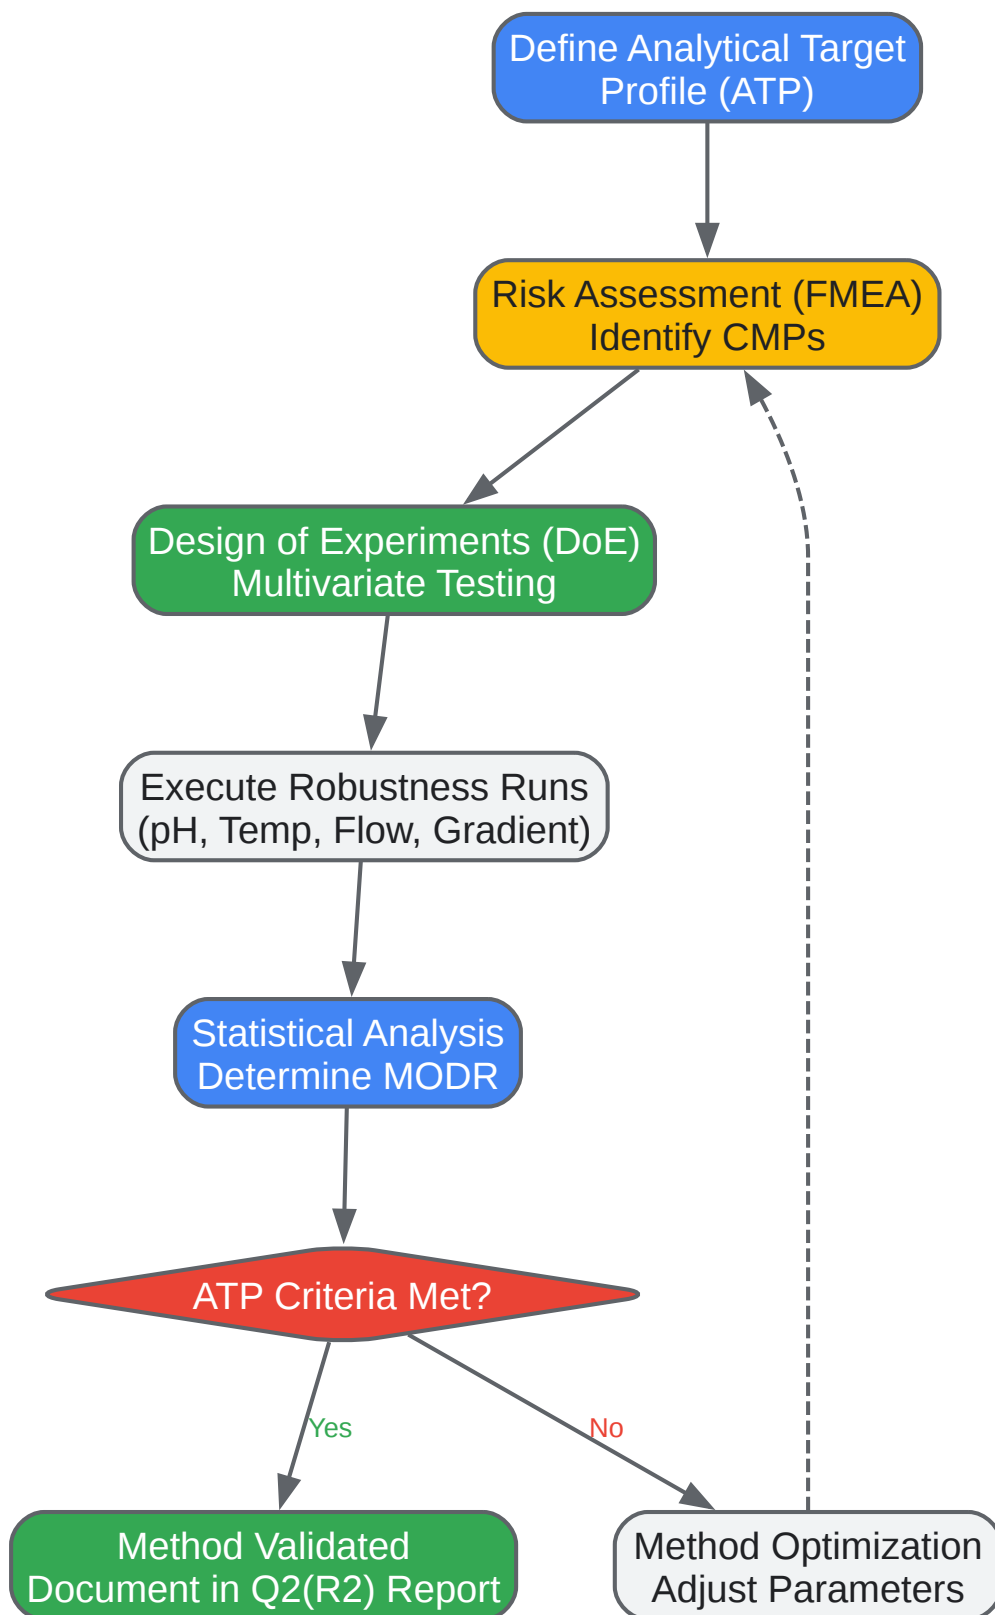 Define Analytical Target
Profile (ATP)
Risk Assessment (FMEA)
Identify CMPs
Design of Experiments (DoE)
Multivariate Testing
Execute Robustness Runs
(pH, Temp, Flow, Gradient)
Statistical Analysis
Determine MODR
ATP Criteria Met?
Yes
No
Method Validated
Document in Q2(R2) Report
Method Optimization
Adjust Parameters